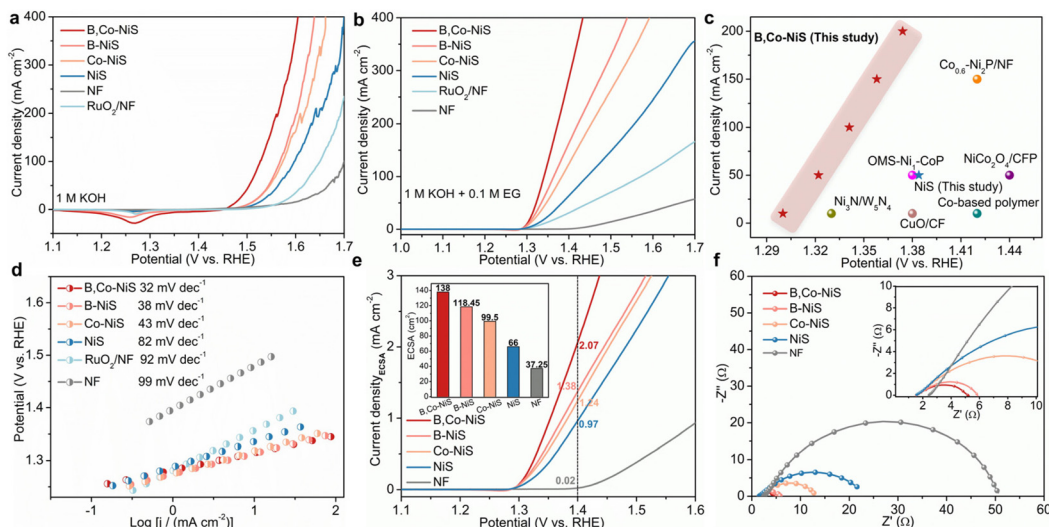 a
400
300
200
100
0
Current density (mA cm⁻²)
B,Co-NiS
B-NiS
Co-NiS
NiS
NF
RuO₂/NF
1 M KOH
1.1 1.2 1.3 1.4 1.5 1.6 1.7
Potential (V vs. RHE)
b
400
300
200
100
0
Current density (mA cm⁻²)
B,Co-NiS
B-NiS
Co-NiS
NiS
RuO₂/NF
NF
1 M KOH + 0.1 M EG
1.0 1.1 1.2 1.3 1.4 1.5 1.6 1.7
Potential (V vs. RHE)
c
200
150
100
50
0
Current density (mA cm⁻²)
B,Co-NiS (This study)
Co₀.₆-Ni₂P/NF
OMS-Ni₁-CoP
NiCo₂O₄/CFP
NiS (This study)
Ni₃N/W₅N₄
Co-based polymer
CuO/CF
1.29 1.32 1.35 1.38 1.41 1.44
Potential (V vs. RHE)
d
1.6
1.5
1.4
1.3
Potential (V vs. RHE)
B,Co-NiS 32 mV dec⁻¹
B-NiS 38 mV dec⁻¹
Co-NiS 43 mV dec⁻¹
NiS 82 mV dec⁻¹
RuO₂/NF 92 mV dec⁻¹
NF 99 mV dec⁻¹
-1 0 1 2
Log [j / (mA cm⁻²)]
e
3
2
1
0
Current density ECSA (mA cm⁻²)
140
120
100
80
60
40
20
0
ECSA (cm²)
138
118.45
99.5
66
37.25
B,Co-NiS
B-NiS
Co-NiS
NiS
NF
2.07
1.38
1.24
0.97
0.02
B,Co-NiS
B-NiS
Co-NiS
NiS
NF
1.0 1.1 1.2 1.3 1.4 1.5 1.6
Potential (V vs. RHE)
f
60
50
40
30
20
10
0
-Z'' (Ω)
B,Co-NiS
B-NiS
Co-NiS
NiS
NF
10
8
6
4
2
0
-Z'' (Ω)
0 2 4 6 8 10
Z' (Ω)
0 10 20 30 40 50 60
Z' (Ω)